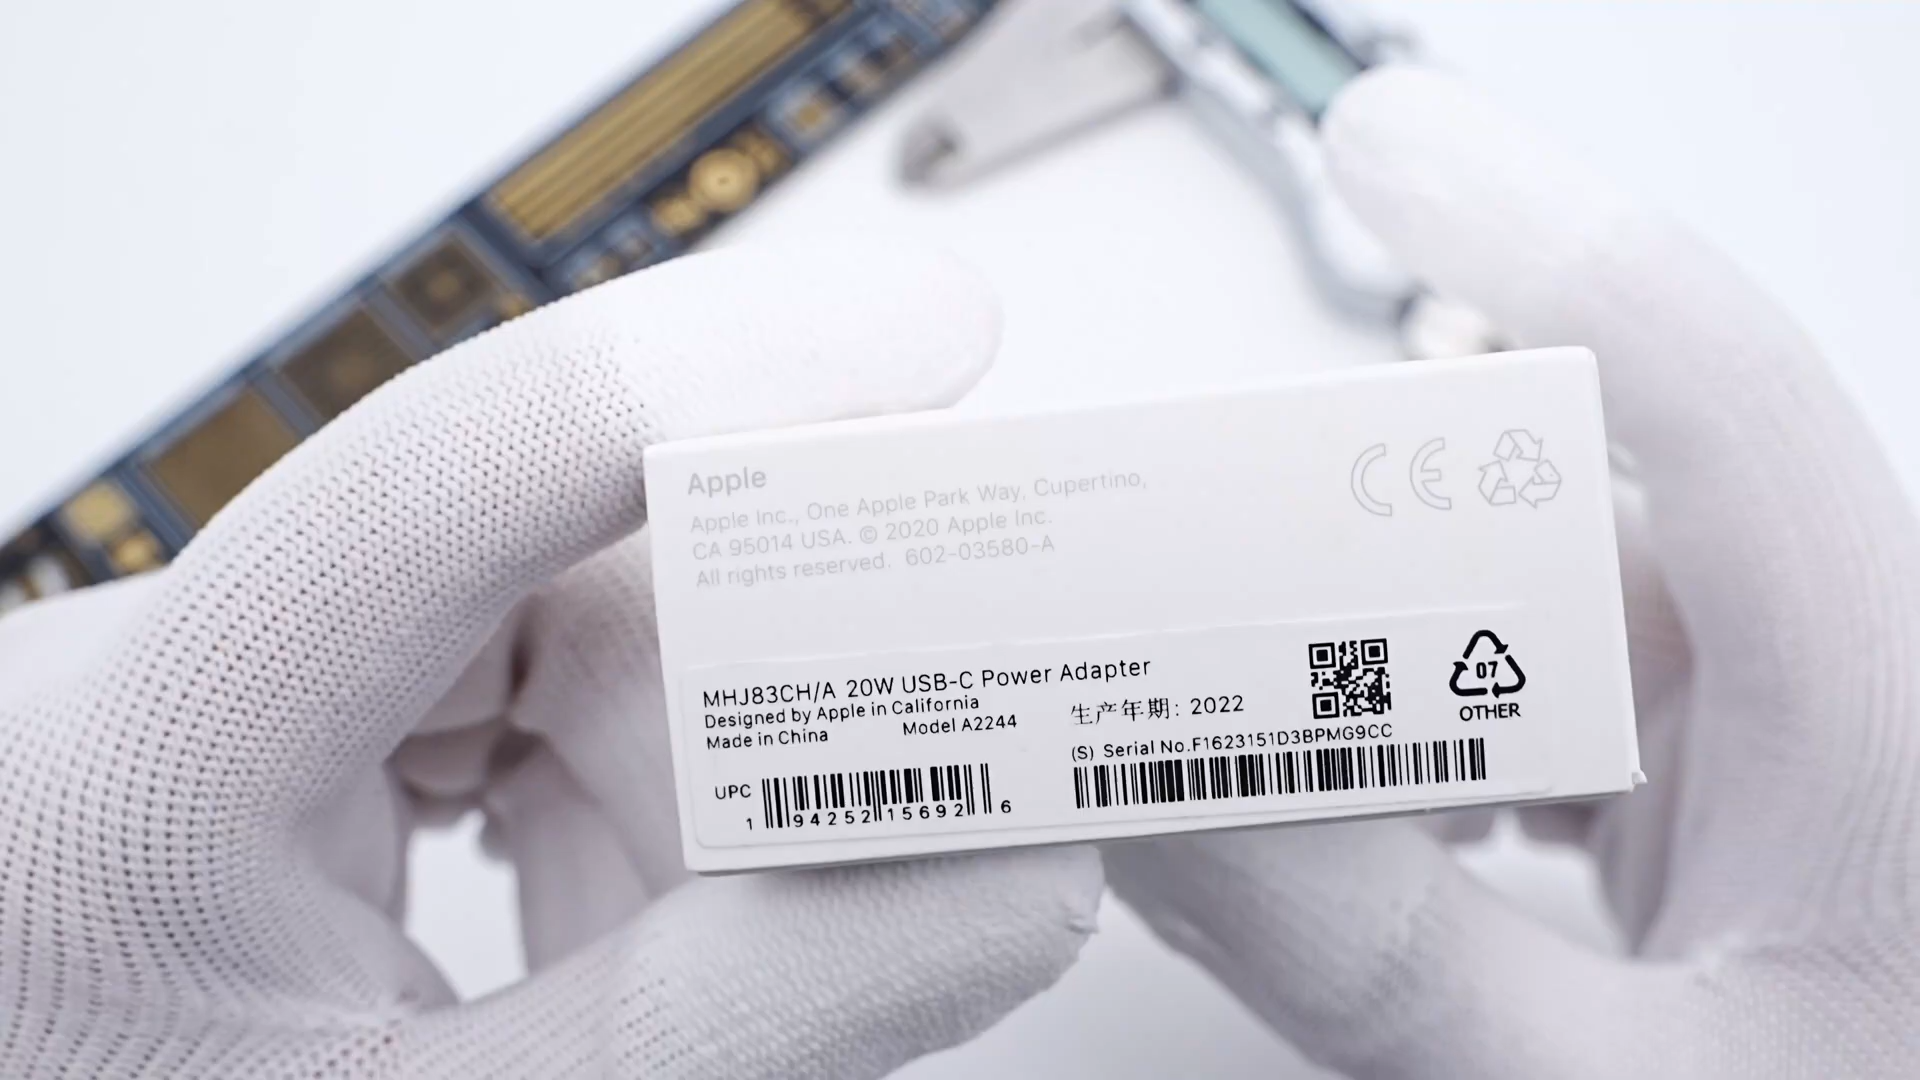 Apple
Apple Inc., One Apple Park Way, Cupertino,
CA 95014 USA. © 2020 Apple Inc.
All rights reserved. 602-03580-A
MHJ83CH/A 20W USB-C Power Adapter
Designed by Apple in California
Made in China Model A2244
生产年期: 2022
07
OTHER
(S) Serial No.F1623151D3BPMG9CC
UPC
1 94252 15692 6